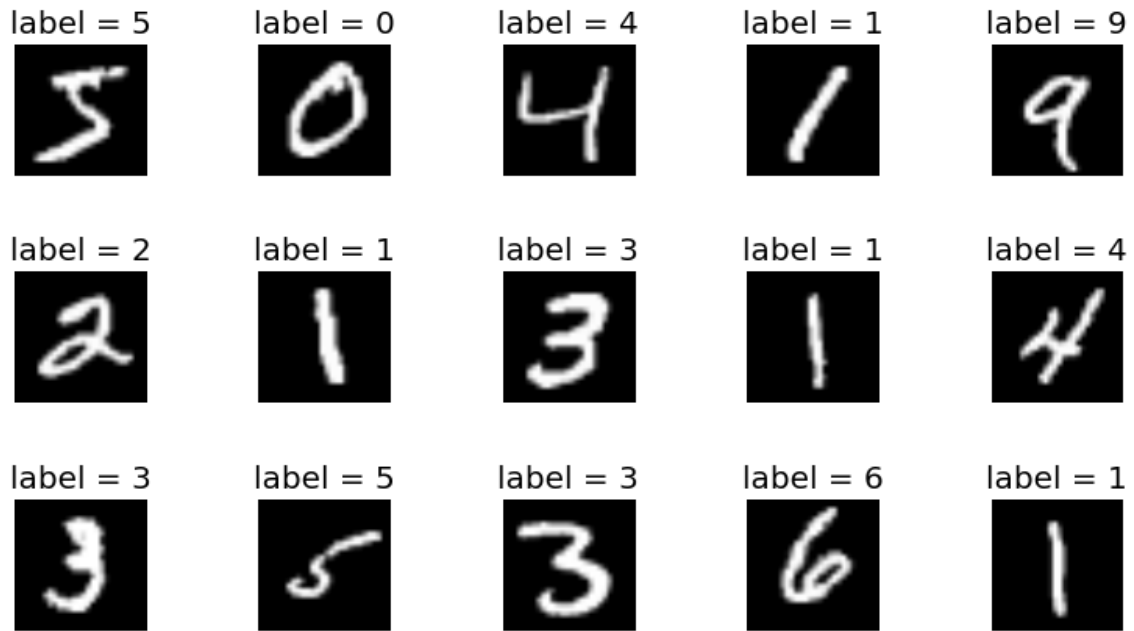 label = 5 label = 0 label = 4 label = 1 label = 9
5 0 4 1 9
label = 2 label = 1 label = 3 label = 1 label = 4
2 1 3 1 4
label = 3 label = 5 label = 3 label = 6 label = 1
3 5 3 6 1